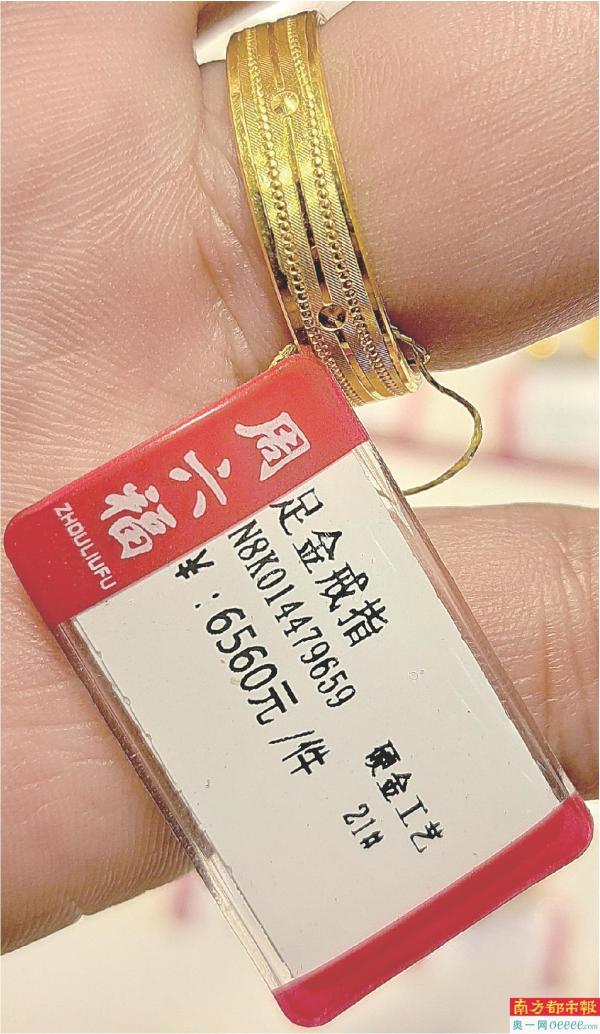 周六福
ZHOULIUFU
足金戒指
N8K014479659
¥:6560元/件
硬金工艺
21#
南方都市報
奥一网oeeee.com